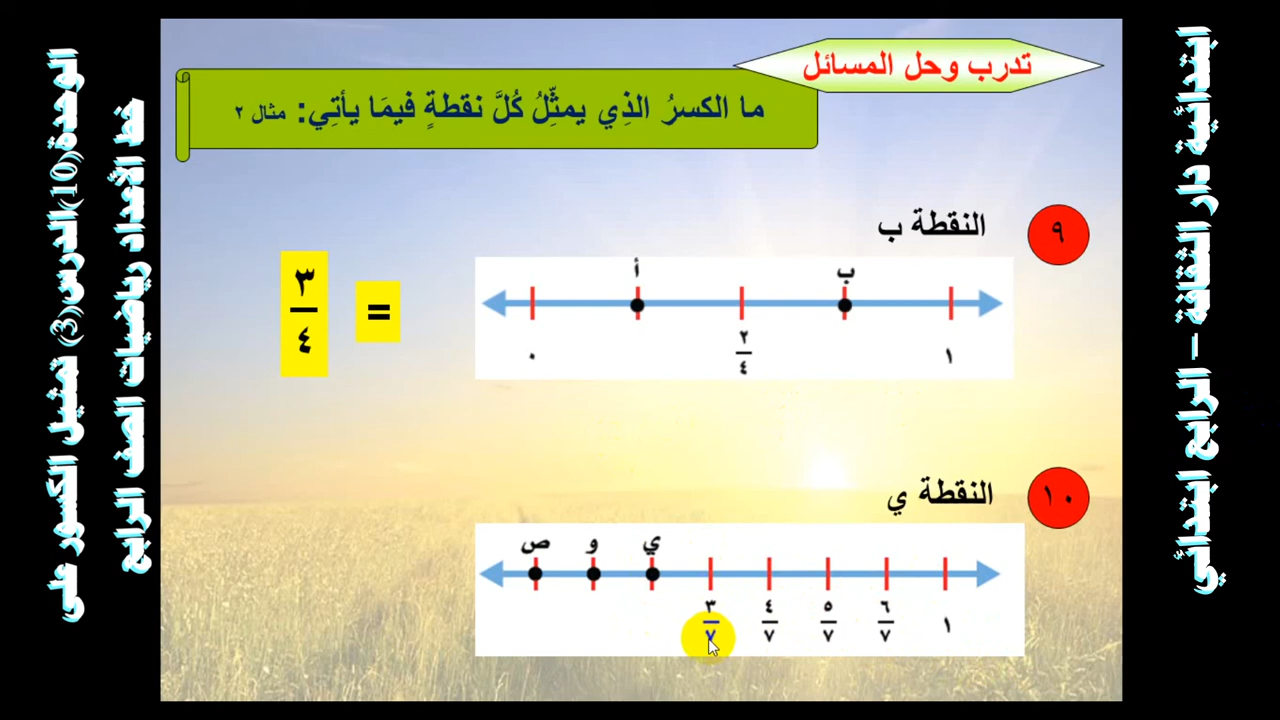 تدرب وحل المسائل
ما الكسرُ الذِي يمثِّلُ كُلَّ نقطةٍ فيمَا يأتِي: مثال ٢
٩ النقطة ب
أ ب
٠ ٢/٤ ١
= ٣/٤
١٠ النقطة ي
ص و ي
٣/٧ ٤/٧ ٥/٧ ٦/٧ ١
ابتدائية دار الثقافة – الرابع ابتدائي
الوحدة(10)الدرس(3) تمثيل الكسور على
خط الأعداد رياضيات الصف الرابع